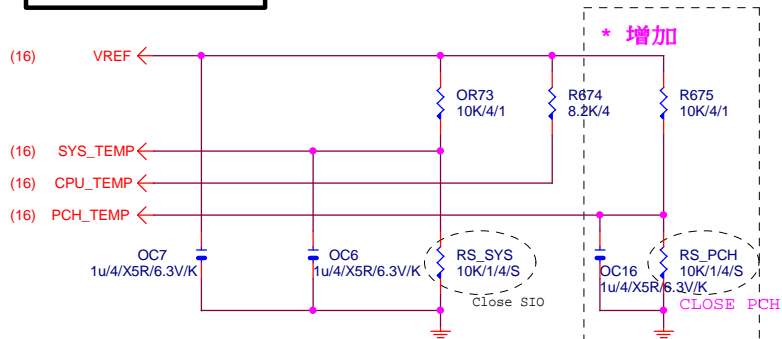 * 增加
(16) VREF
OR73
10K/4/1
R674
8.2K/4
R675
10K/4/1
(16) SYS_TEMP
(16) CPU_TEMP
(16) PCH_TEMP
OC7
1u/4/X5R/6.3V/K
OC6
1u/4/X5R/6.3V/K
RS_SYS
10K/1/4/S
Close SIO
OC16
1u/4/X5R/6.3V/K
RS_PCH
10K/1/4/S
CLOSE PCH